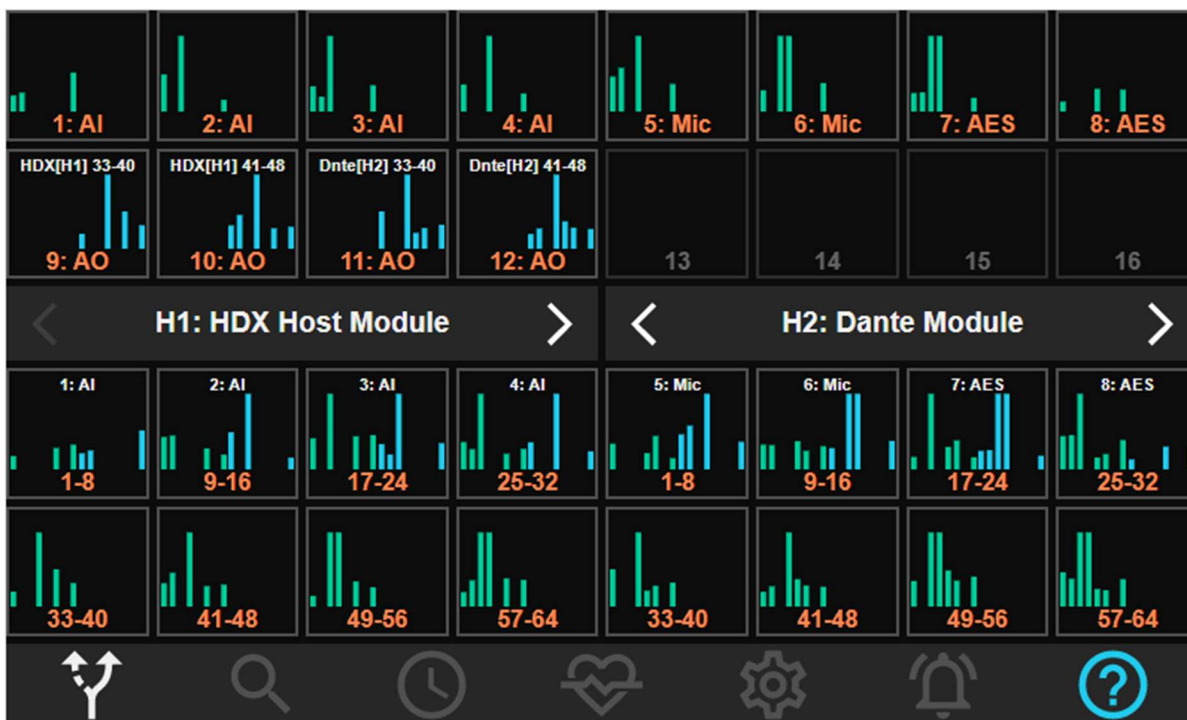 1: AI 2: AI 3: AI 4: AI 5: Mic 6: Mic 7: AES 8: AES
HDX[H1] 33-40 HDX[H1] 41-48 Dnte[H2] 33-40 Dnte[H2] 41-48
9: AO 10: AO 11: AO 12: AO 13 14 15 16
H1: HDX Host Module H2: Dante Module
1: AI 2: AI 3: AI 4: AI 5: Mic 6: Mic 7: AES 8: AES
1-8 9-16 17-24 25-32 1-8 9-16 17-24 25-32
33-40 41-48 49-56 57-64 33-40 41-48 49-56 57-64
?